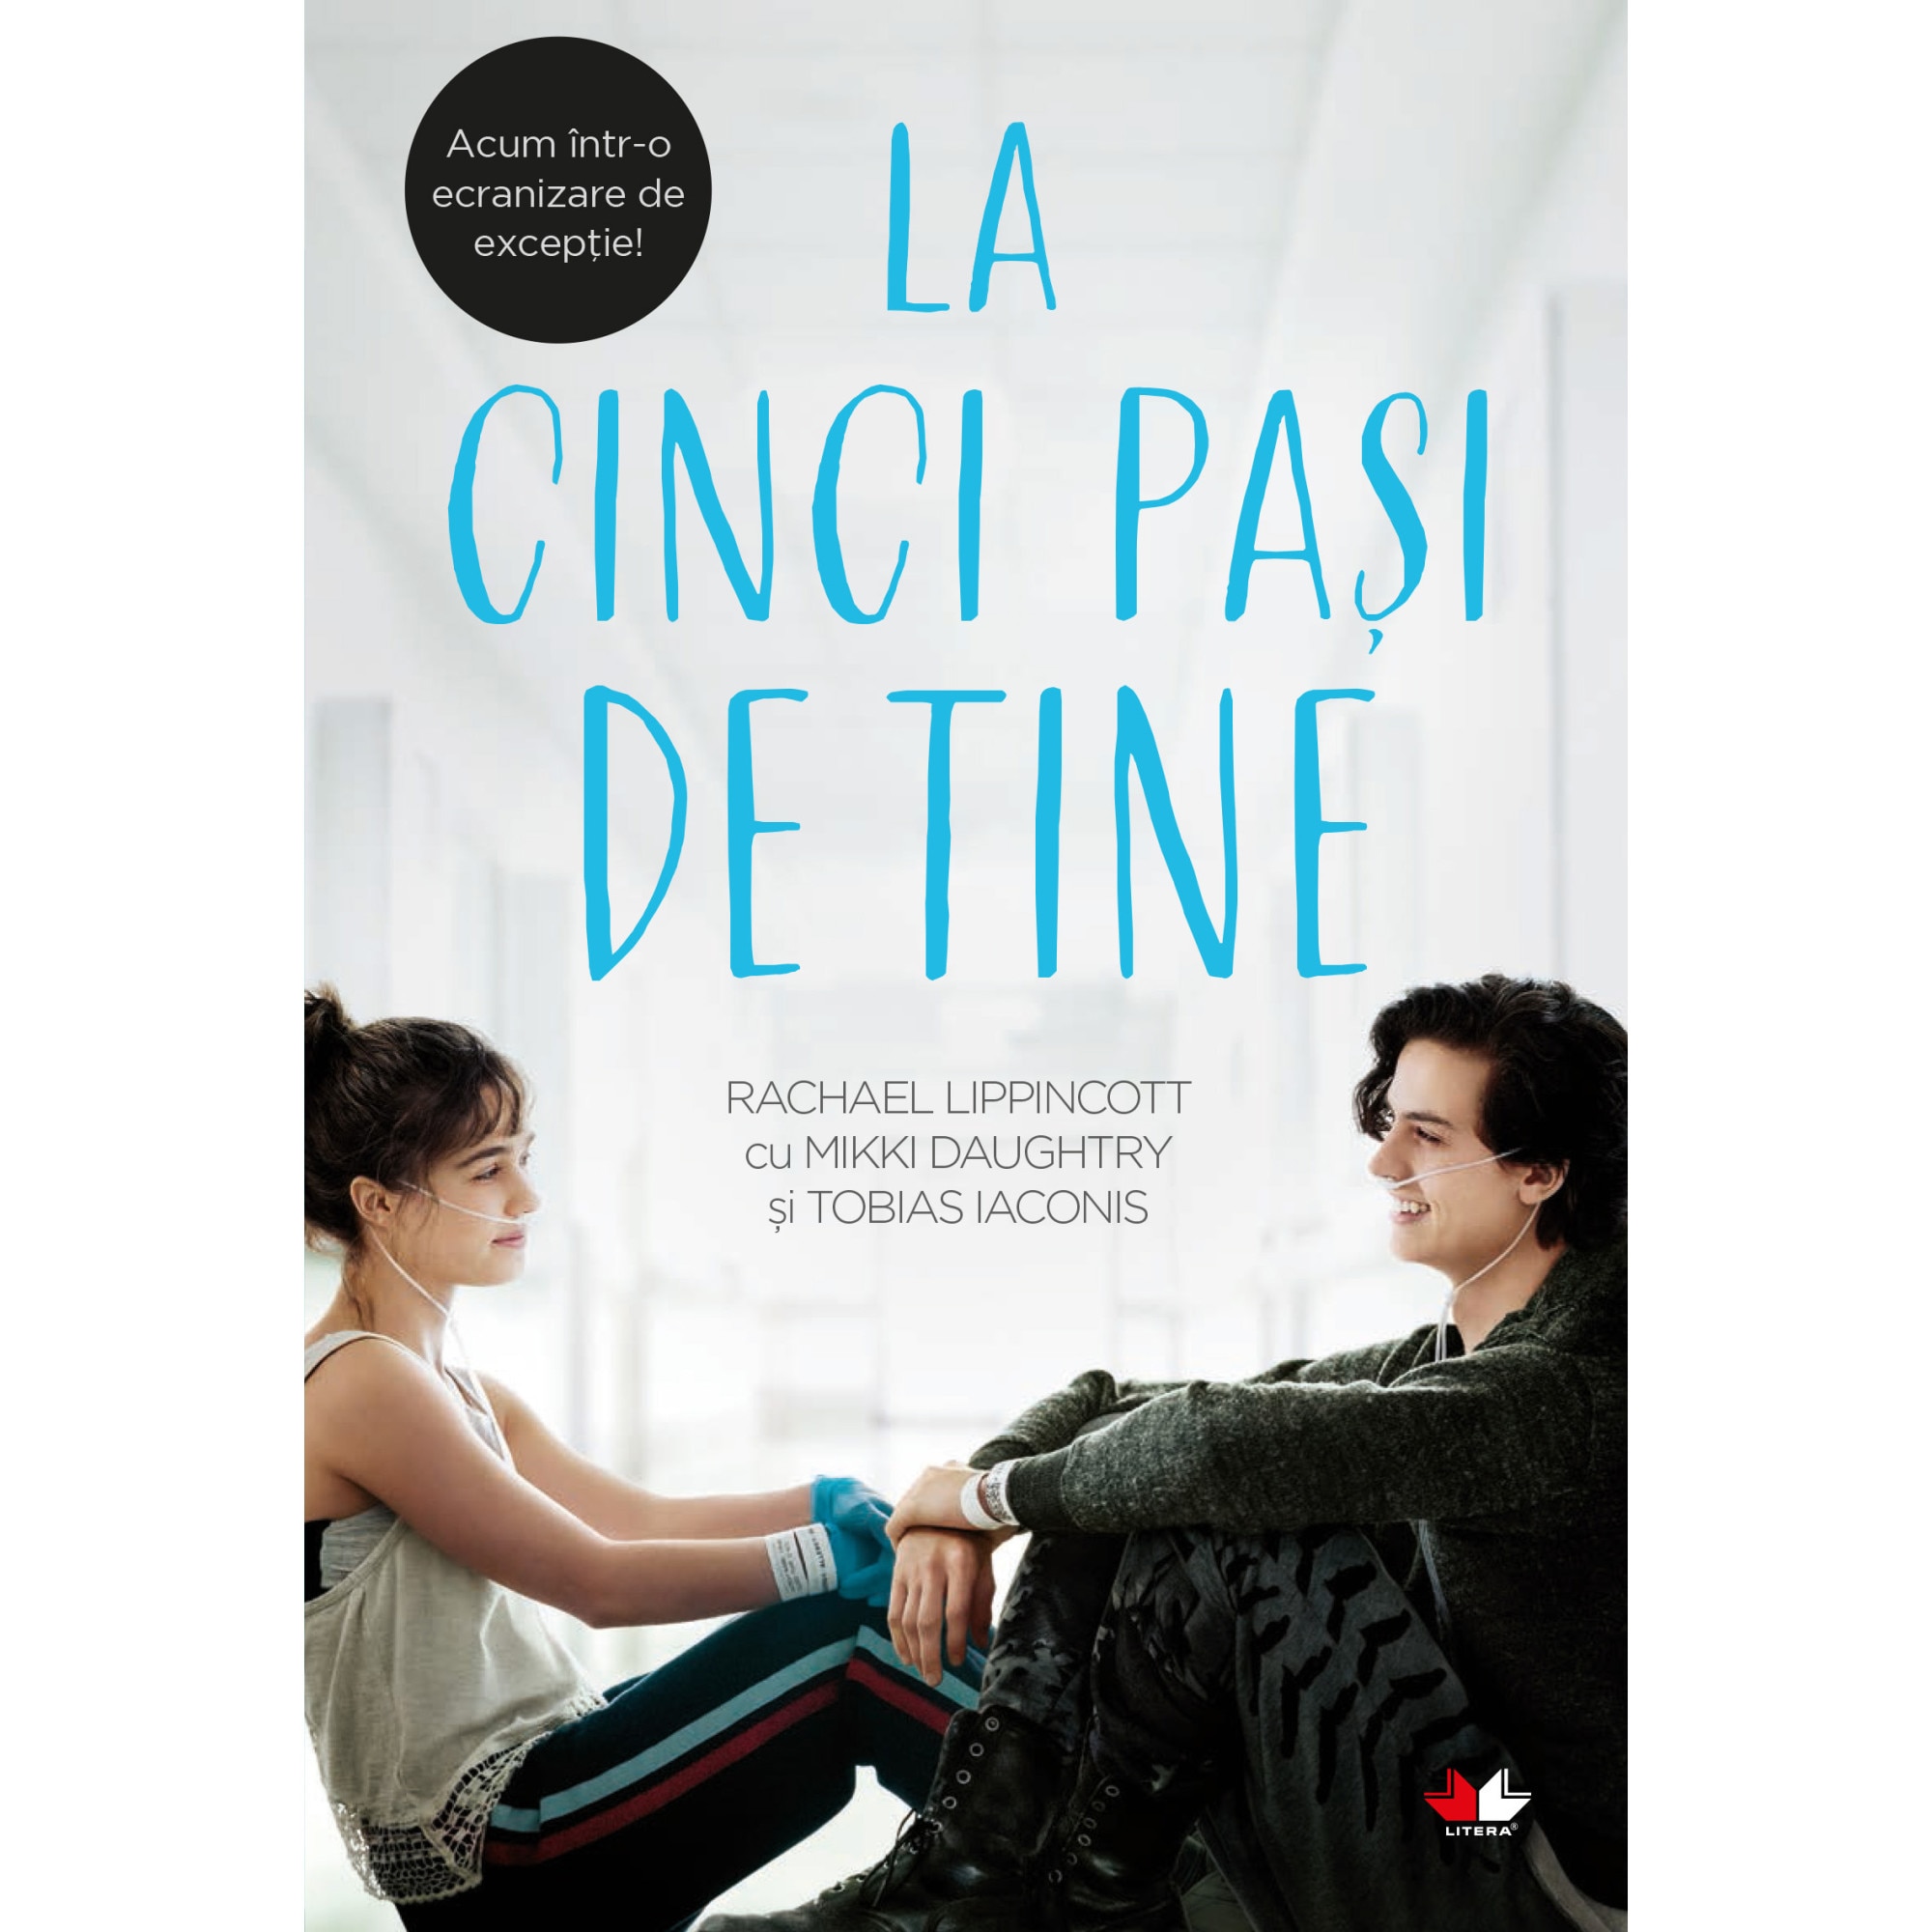 Acum într-o
ecranizare de
excepție!
LA
CINCI PAȘI
DE TINE
RACHAEL LIPPINCOTT
cu MIKKI DAUGHTRY
și TOBIAS IACONIS
LITERA®